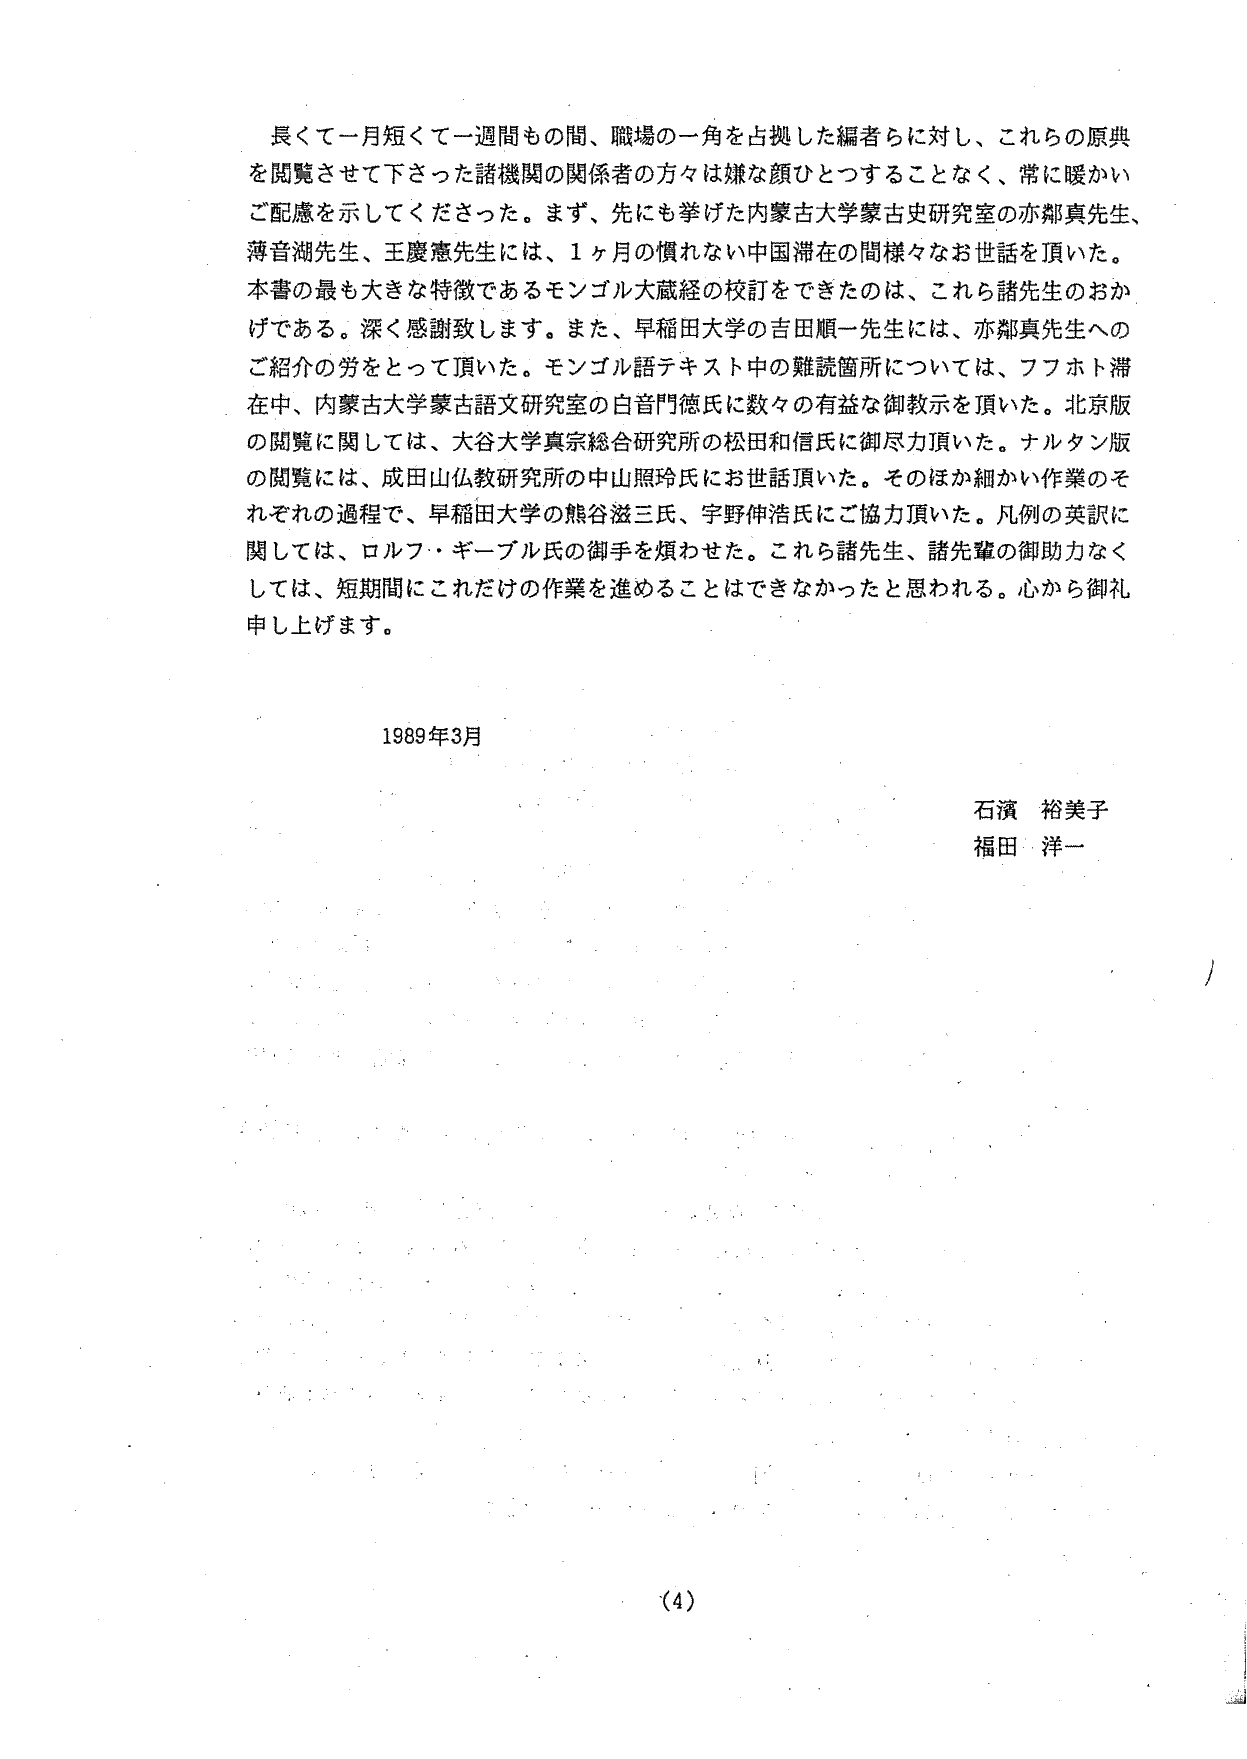 長くて一月短くて一週間もの間、職場の一角を占拠した編者らに対し、これらの原典
を閲覧させて下さった諸機関の関係者の方々は嫌な顔ひとつすることなく、常に暖かい
ご配慮を示してくださった。まず、先にも挙げた内蒙古大学蒙古史研究室の亦鄰真先生、
薄音湖先生、王慶憲先生には、1ヶ月の慣れない中国滞在の間様々なお世話を頂いた。
本書の最も大きな特徴であるモンゴル大蔵経の校訂をできたのは、これら諸先生のおか
げである。深く感謝致します。また、早稲田大学の吉田順一先生には、亦鄰真先生への
ご紹介の労をとって頂いた。モンゴル語テキスト中の難読箇所については、フフホト滞
在中、内蒙古大学蒙古語文研究室の白音門徳氏に数々の有益な御教示を頂いた。北京版
の閲覧に関しては、大谷大学真宗総合研究所の松田和信氏に御尽力頂いた。ナルタン版
の閲覧には、成田山仏教研究所の中山照玲氏にお世話頂いた。そのほか細かい作業のそ
れぞれの過程で、早稲田大学の熊谷滋三氏、宇野伸浩氏にご協力頂いた。凡例の英訳に
関しては、ロルフ・ギーブル氏の御手を煩わせた。これら諸先生、諸先輩の御助力なく
しては、短期間にこれだけの作業を進めることはできなかったと思われる。心から御礼
申し上げます。
1989年3月
石濱　裕美子
福田　洋一
(4)